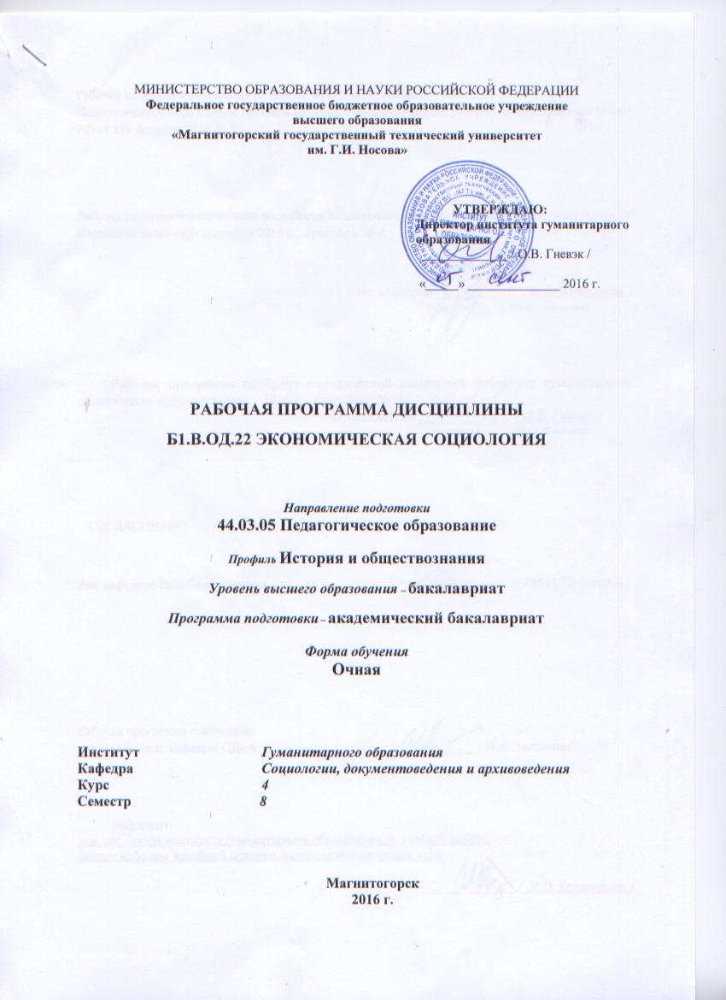 МИНИСТЕРСТВО ОБРАЗОВАНИЯ И НАУКИ РОССИЙСКОЙ ФЕДЕРАЦИИ
Федеральное государственное бюджетное образовательное учреждение
высшего образования
«Магнитогорский государственный технический университет
им. Г.И. Носова»
УТВЕРЖДАЮ:
Директор института гуманитарного
образования
О.В. Гневэк /
« » 2016 г.
РАБОЧАЯ ПРОГРАММА ДИСЦИПЛИНЫ
Б1.В.ОД.22 ЭКОНОМИЧЕСКАЯ СОЦИОЛОГИЯ
Направление подготовки
44.03.05 Педагогическое образование
Профиль История и обществознания
Уровень высшего образования – бакалавриат
Программа подготовки – академический бакалавриат
Форма обучения
Очная
Институт Гуманитарного образования
Кафедра Социологии, документоведения и архивоведения
Курс 4
Семестр 8
Магнитогорск
2016 г.